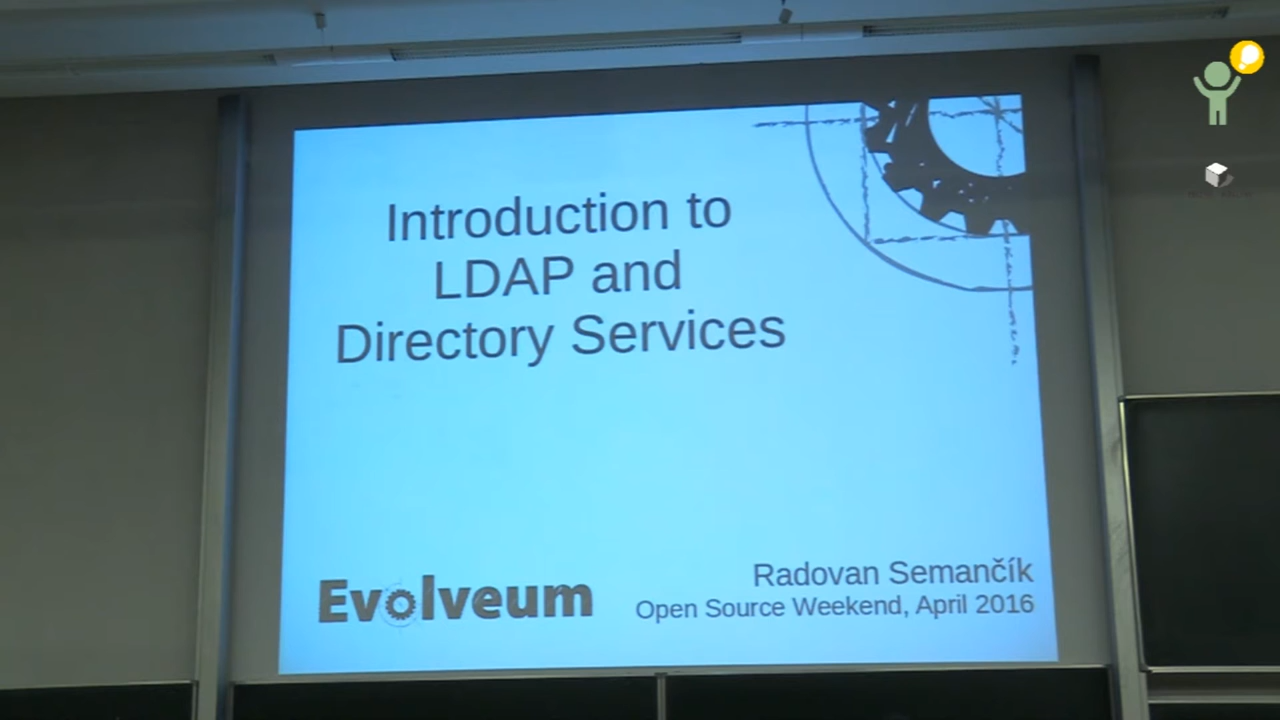 Introduction to
LDAP and
Directory Services
Evolveum
Radovan Semančík
Open Source Weekend, April 2016